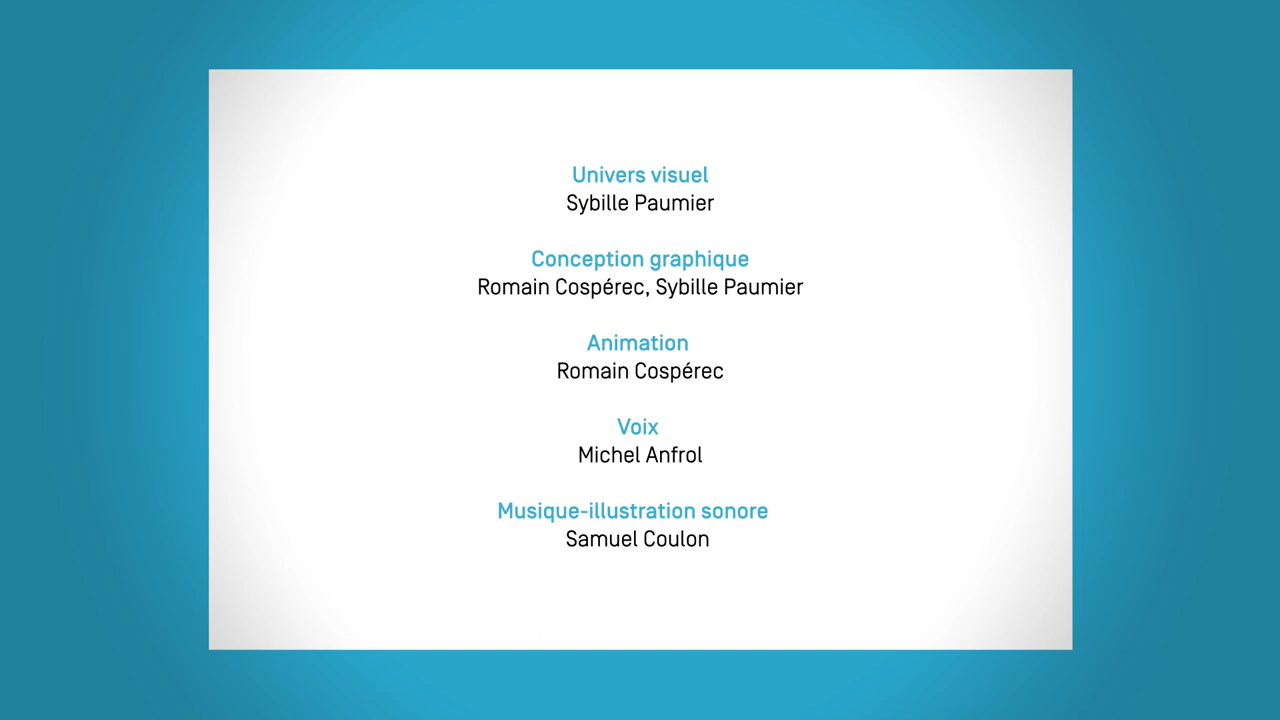 Univers visuel
Sybille Paumier
Conception graphique
Romain Cospérec, Sybille Paumier
Animation
Romain Cospérec
Voix
Michel Anfrol
Musique-illustration sonore
Samuel Coulon